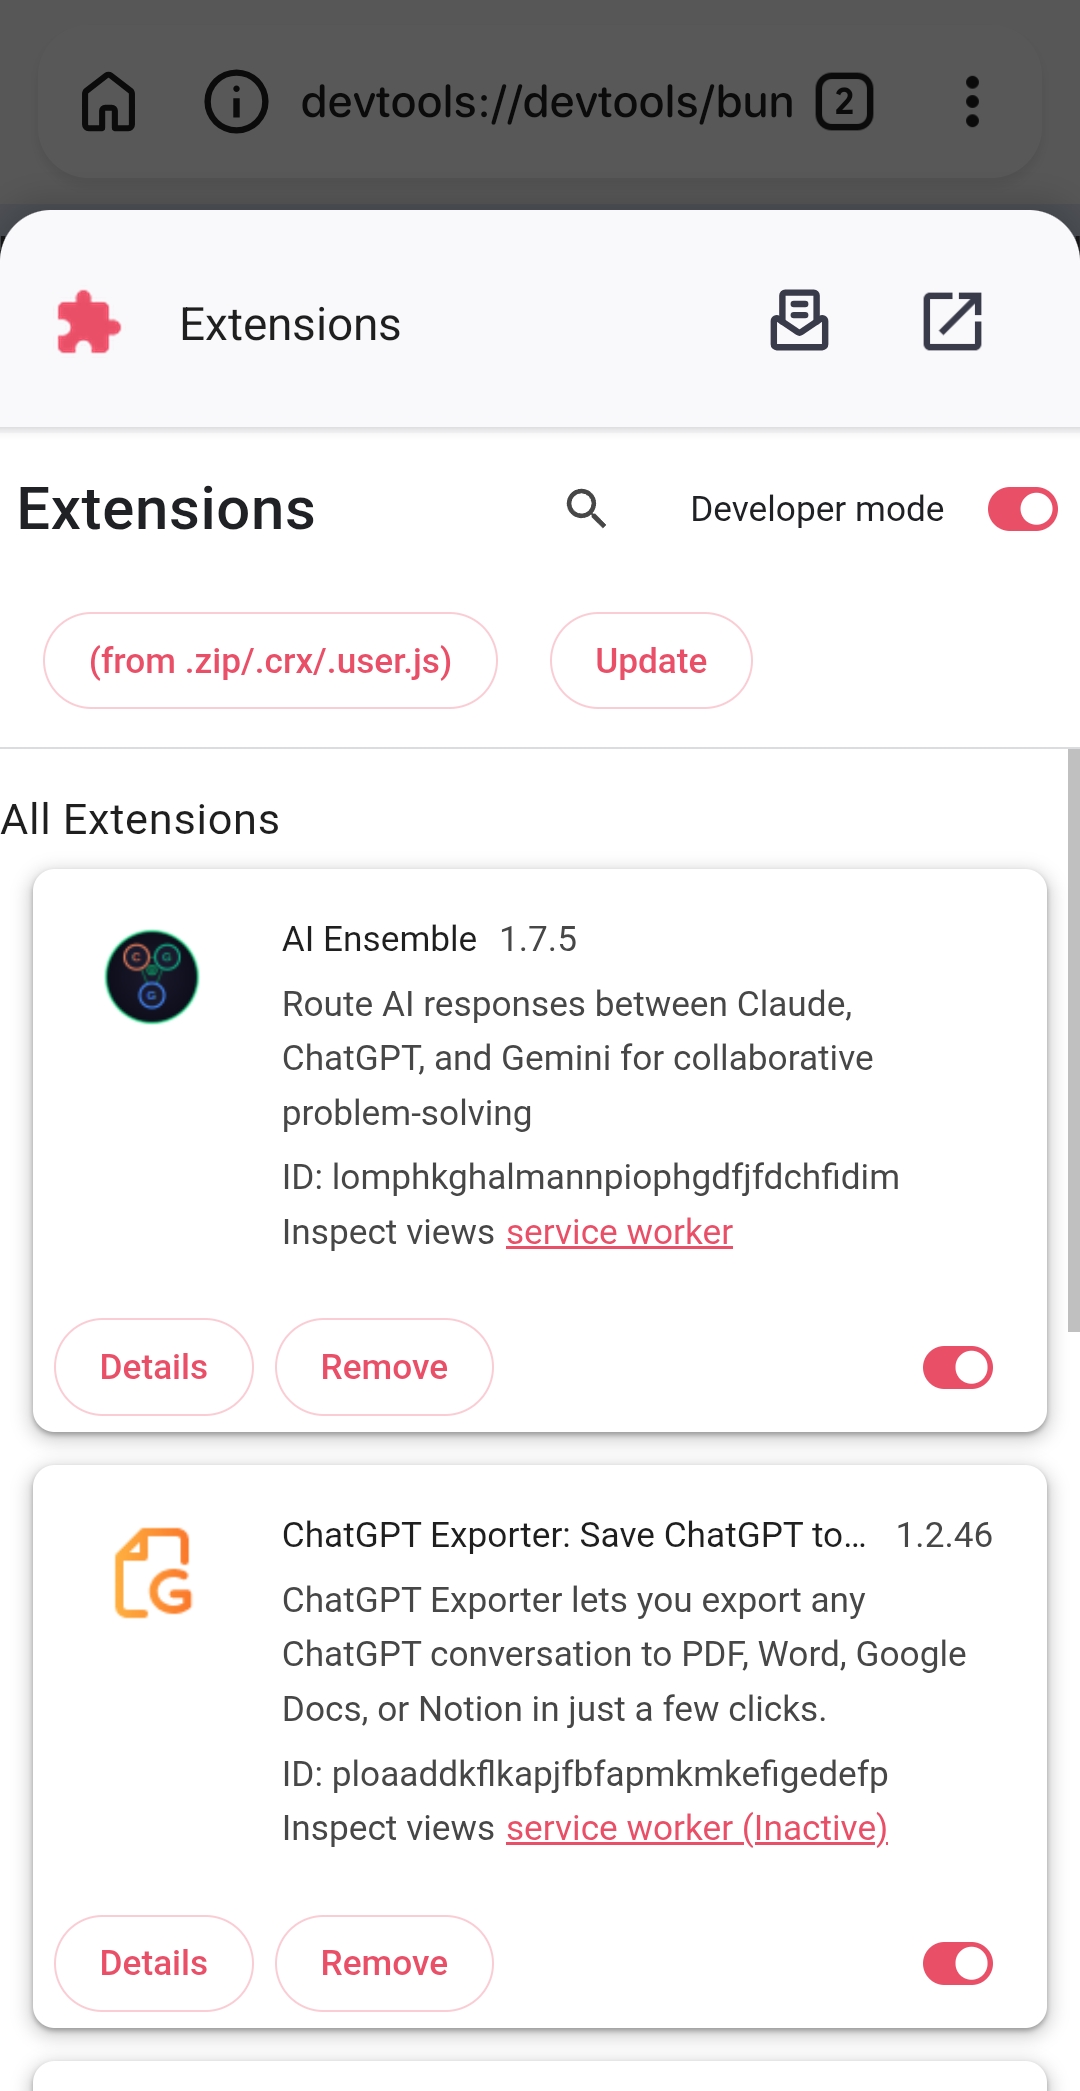 devtools://devtools/bun
2
Extensions
Extensions
Developer mode
(from .zip/.crx/.user.js)
Update
All Extensions
AI Ensemble 1.7.5
Route AI responses between Claude,
ChatGPT, and Gemini for collaborative
problem-solving
ID: lomphkghalmannpiophgdfjfdchfidim
Inspect views service worker
Details
Remove
ChatGPT Exporter: Save ChatGPT to... 1.2.46
ChatGPT Exporter lets you export any
ChatGPT conversation to PDF, Word, Google
Docs, or Notion in just a few clicks.
ID: ploaaddkflkapjfbfapmkmkefigedefp
Inspect views service worker (Inactive)
Details
Remove